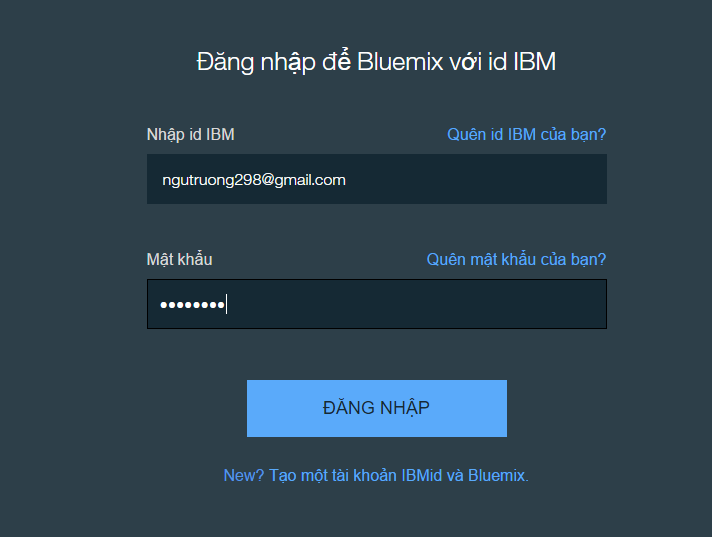 Đăng nhập để Bluemix với id IBM
Nhập id IBM Quên id IBM của bạn?
ngutruong298@gmail.com
Mật khẩu Quên mật khẩu của bạn?
••••••••
ĐĂNG NHẬP
New? Tạo một tài khoản IBMid và Bluemix.